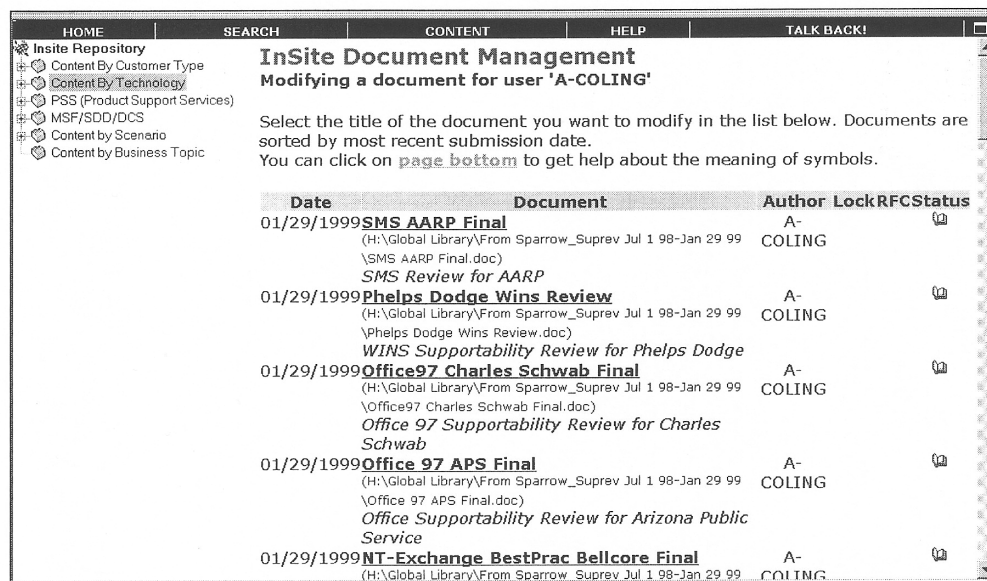 HOME SEARCH CONTENT HELP TALK BACK!
Insite Repository
Content By Customer Type
Content By Technology
PSS (Product Support Services)
MSF/SDD/DCS
Content by Scenario
Content by Business Topic
InSite Document Management
Modifying a document for user 'A-COLING'
Select the title of the document you want to modify in the list below. Documents are
sorted by most recent submission date.
You can click on page bottom to get help about the meaning of symbols.
Date Document Author Lock RFC Status
01/29/1999 SMS AARP Final A-
(H:\Global Library\From Sparrow_Suprev Jul 1 98-Jan 29 99 COLING
\SMS AARP Final.doc)
SMS Review for AARP
01/29/1999 Phelps Dodge Wins Review A-
(H:\Global Library\From Sparrow_Suprev Jul 1 98-Jan 29 99 COLING
\Phelps Dodge Wins Review.doc)
WINS Supportability Review for Phelps Dodge
01/29/1999 Office97 Charles Schwab Final A-
(H:\Global Library\From Sparrow_Suprev Jul 1 98-Jan 29 99 COLING
\Office97 Charles Schwab Final.doc)
Office 97 Supportability Review for Charles
Schwab
01/29/1999 Office 97 APS Final A-
(H:\Global Library\From Sparrow_Suprev Jul 1 98-Jan 29 99 COLING
\Office 97 APS Final.doc)
Office Supportability Review for Arizona Public
Service
01/29/1999 NT-Exchange BestPrac Bellcore Final A-
(H:\Global Library\From Sparrow_Suprev Jul 1 98-Jan 29 99 COLING